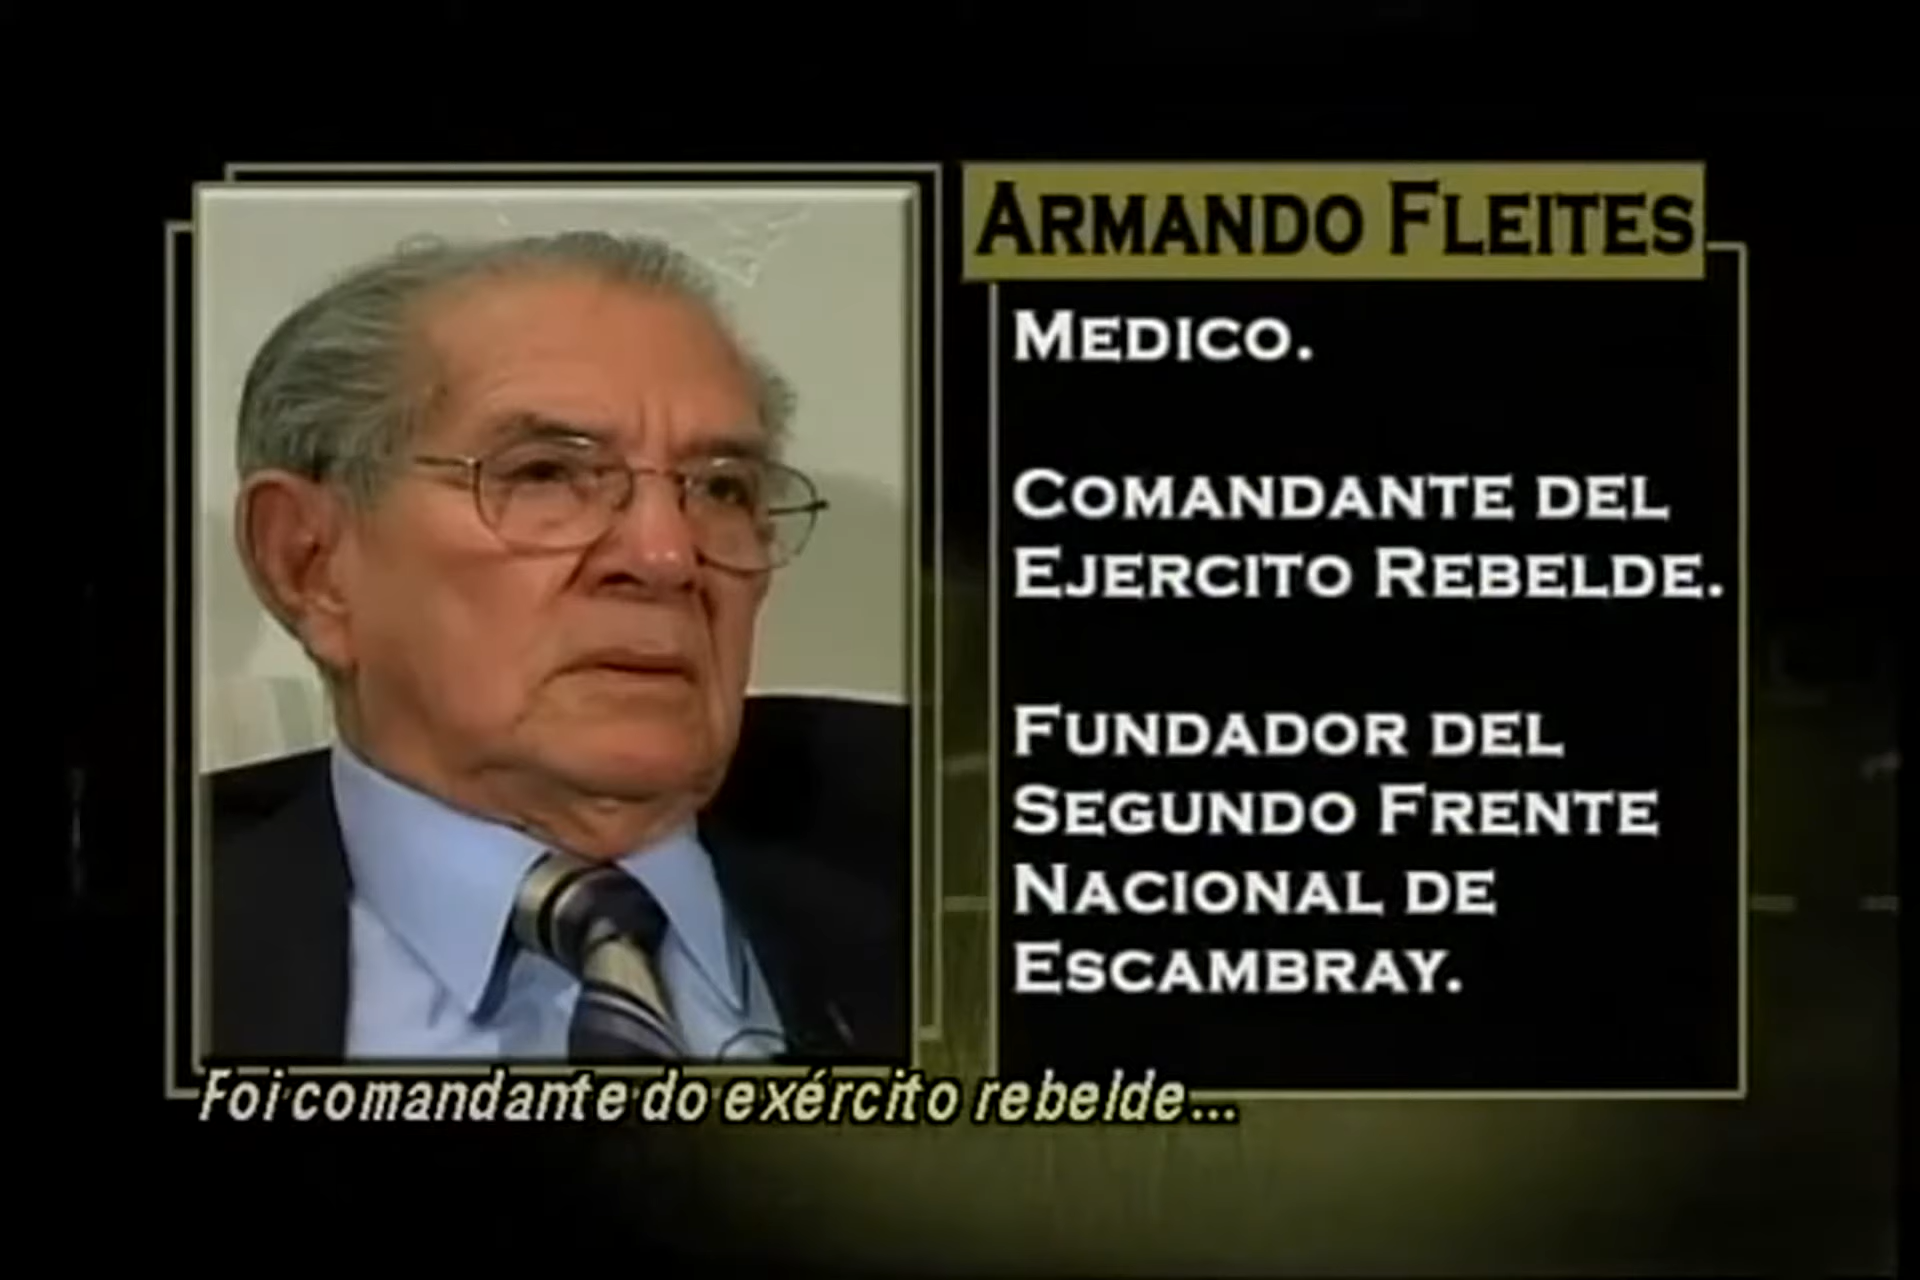 ARMANDO FLEITES
MEDICO.
COMANDANTE DEL
EJERCITO REBELDE.
FUNDADOR DEL
SEGUNDO FRENTE
NACIONAL DE
ESCAMBRAY.
Foi comandante do exército rebelde...